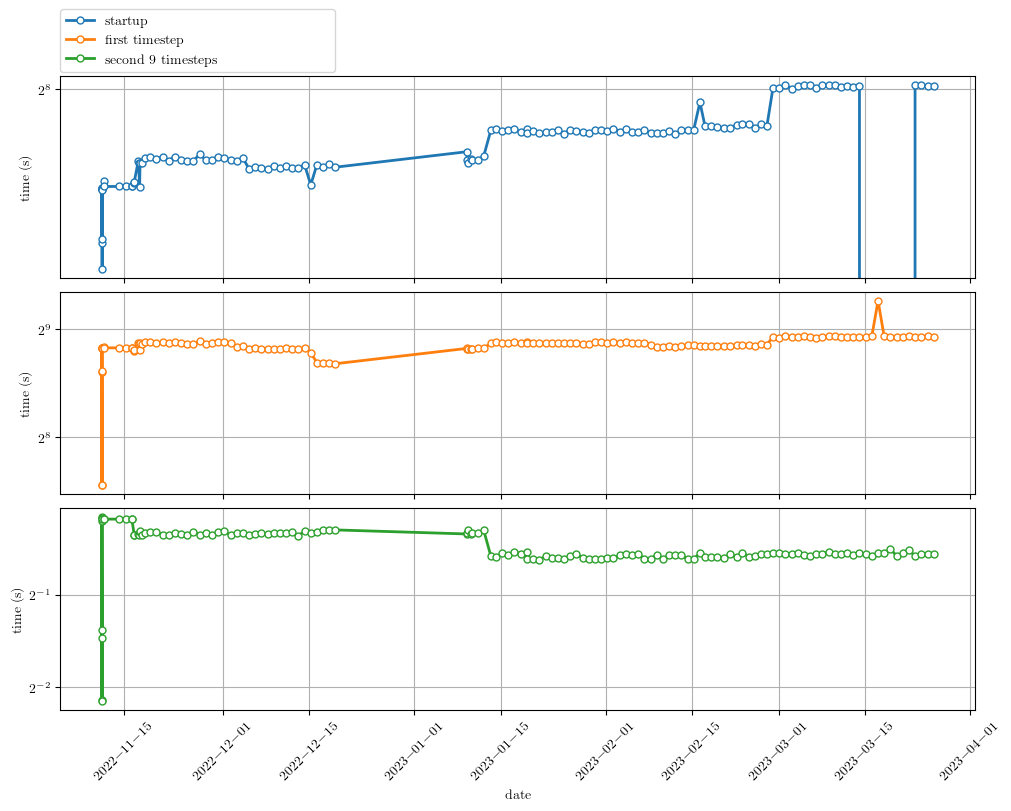 startup
first timestep
second 9 timesteps
2^8
time (s)
2^9
2^8
time (s)
2^−1
2^−2
time (s)
2022−11−15
2022−12−01
2022−12−15
2023−01−01
2023−01−15
2023−02−01
2023−02−15
2023−03−01
2023−03−15
2023−04−01
date